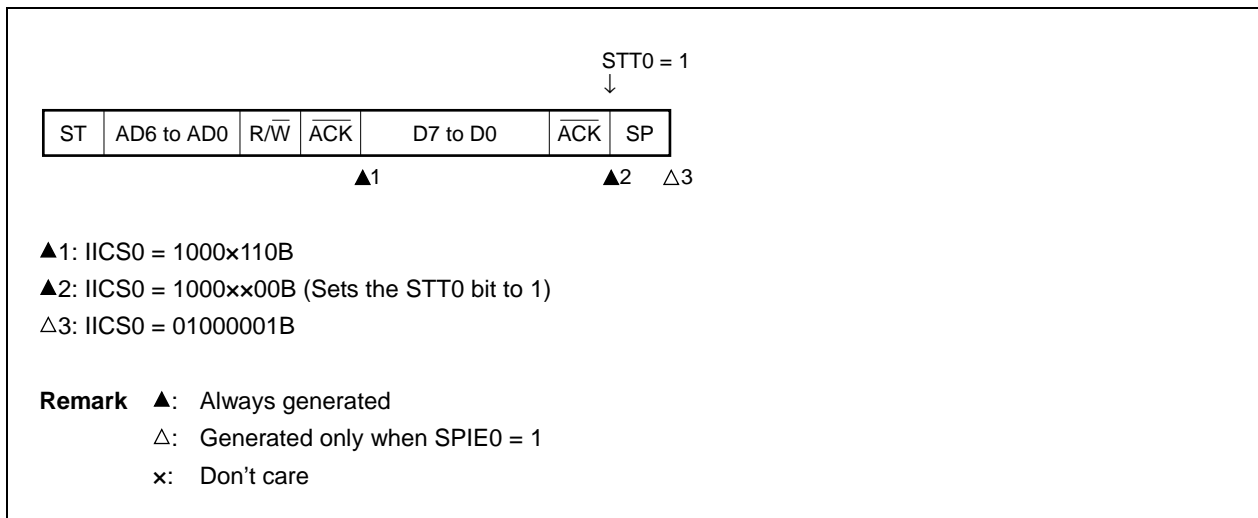 STT0 = 1
↓
ST AD6 to AD0 R/W̅ A̅C̅K̅ D7 to D0 A̅C̅K̅ SP
▲1 ▲2 △3
▲1: IICS0 = 1000×110B
▲2: IICS0 = 1000××00B (Sets the STT0 bit to 1)
△3: IICS0 = 01000001B
Remark ▲: Always generated
△: Generated only when SPIE0 = 1
×: Don't care